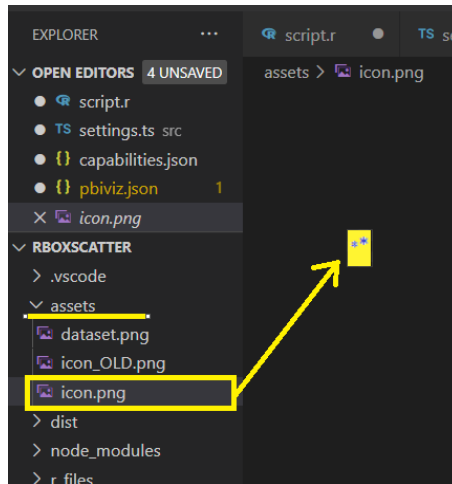 EXPLORER ...
OPEN EDITORS 4 UNSAVED
script.r
TS settings.ts src
{} capabilities.json
{} pbiviz.json 1
icon.png
RBOXSCATTER
.vscode
assets
dataset.png
icon_OLD.png
icon.png
dist
node_modules
r_files
script.r
TS
assets > icon.png